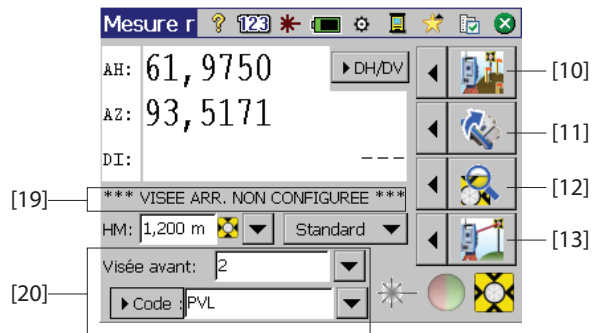 Mesure r ? 123
AH: 61,9750 DH/DV
[10]
AZ: 93,5171
[11]
DI: ---
[12]
[19] *** VISEE ARR. NON CONFIGUREE ***
HM: 1,200 m Standard
[13]
Visée avant: 2
[20]
Code : PVL